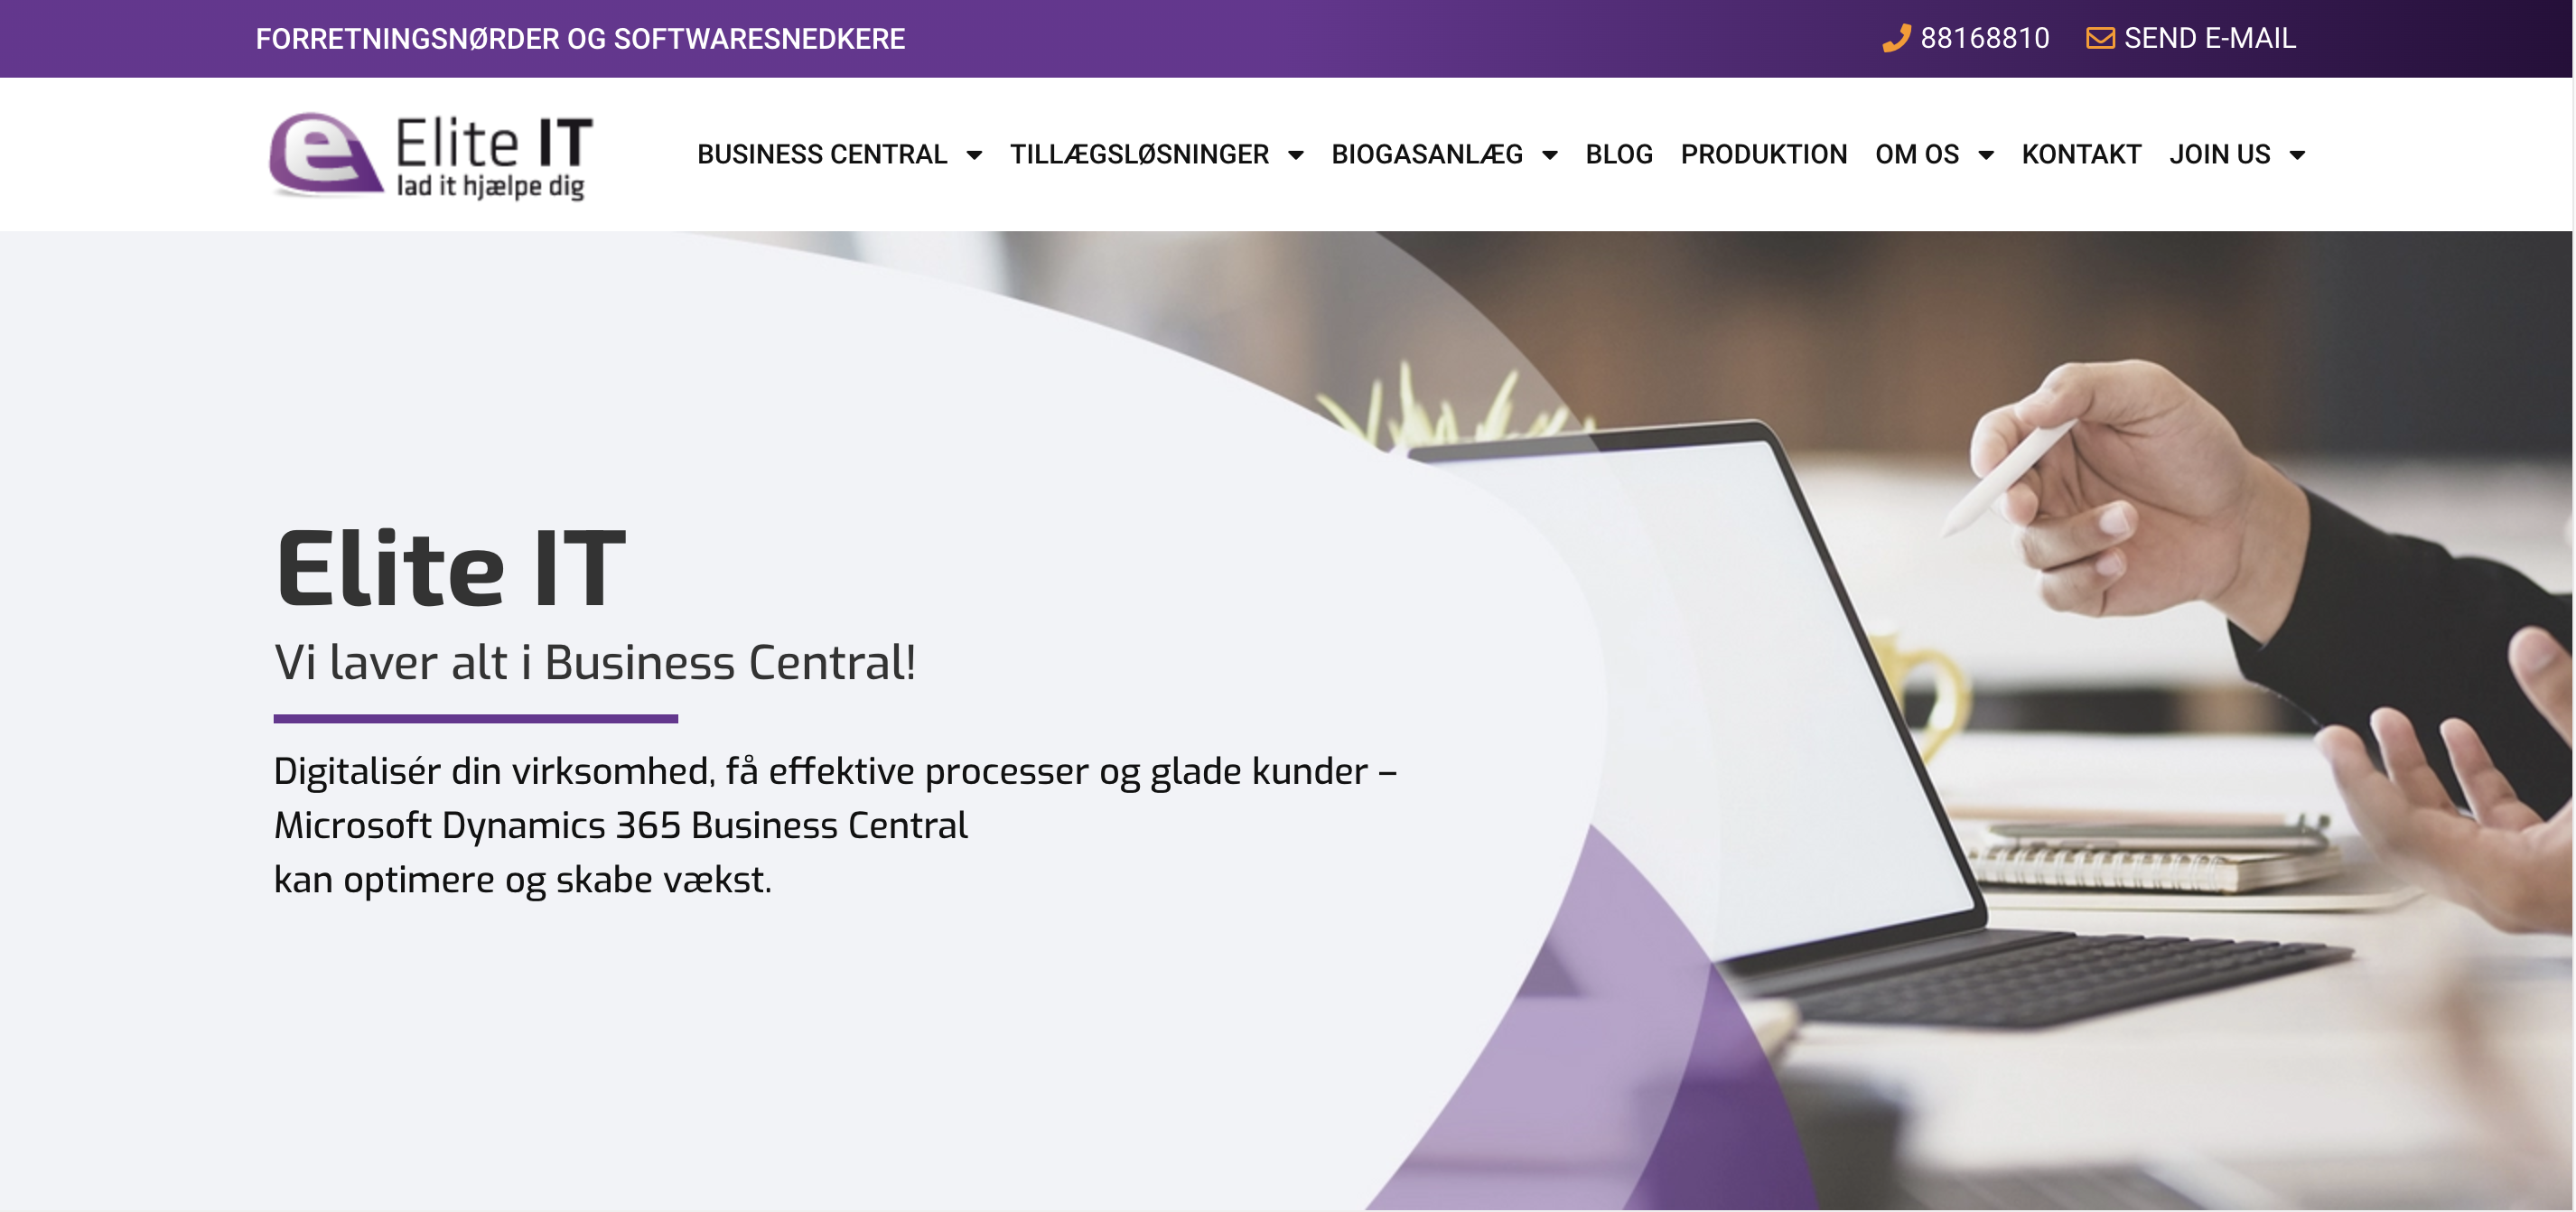 FORRETNINGSNØRDER OG SOFTWARESNEDKERE
88168810
SEND E-MAIL
Elite IT
lad it hjælpe dig
BUSINESS CENTRAL
TILLÆGSLØSNINGER
BIOGASANLÆG
BLOG
PRODUKTION
OM OS
KONTAKT
JOIN US
Elite IT
Vi laver alt i Business Central!
Digitalisér din virksomhed, få effektive processer og glade kunder –
Microsoft Dynamics 365 Business Central
kan optimere og skabe vækst.